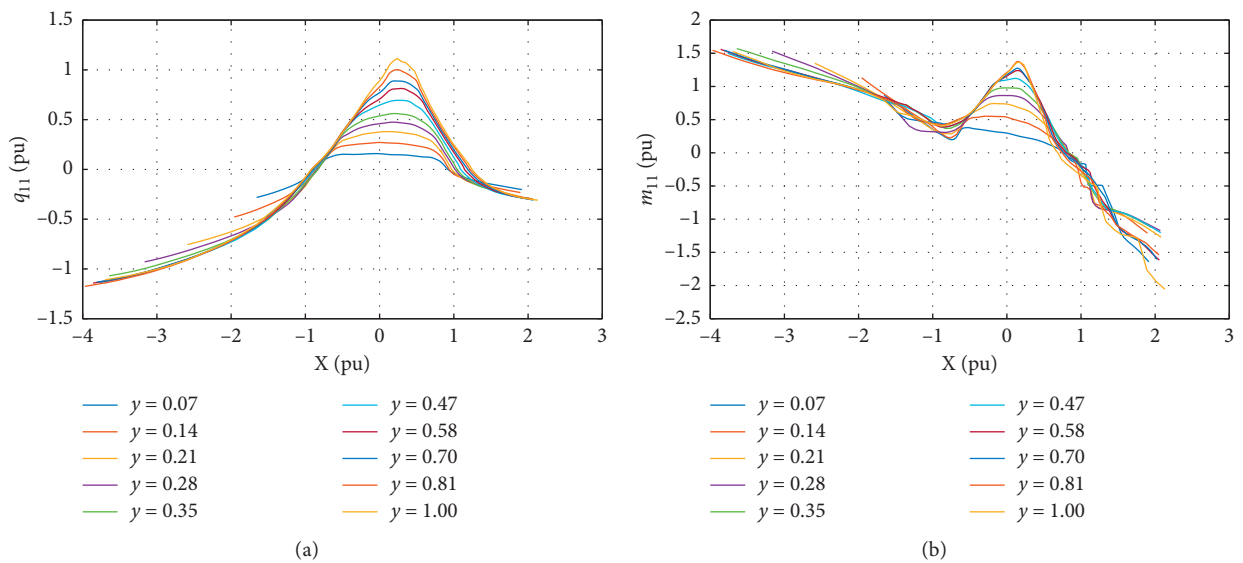 1.5
1
0.5
0
−0.5
−1
−1.5
q11 (pu)
−4 −3 −2 −1 0 1 2 3
X (pu)
y = 0.07 y = 0.47
y = 0.14 y = 0.58
y = 0.21 y = 0.70
y = 0.28 y = 0.81
y = 0.35 y = 1.00
(a)
2
1.5
1
0.5
0
−0.5
−1
−1.5
−2
−2.5
m11 (pu)
−4 −3 −2 −1 0 1 2 3
X (pu)
y = 0.07 y = 0.47
y = 0.14 y = 0.58
y = 0.21 y = 0.70
y = 0.28 y = 0.81
y = 0.35 y = 1.00
(b)